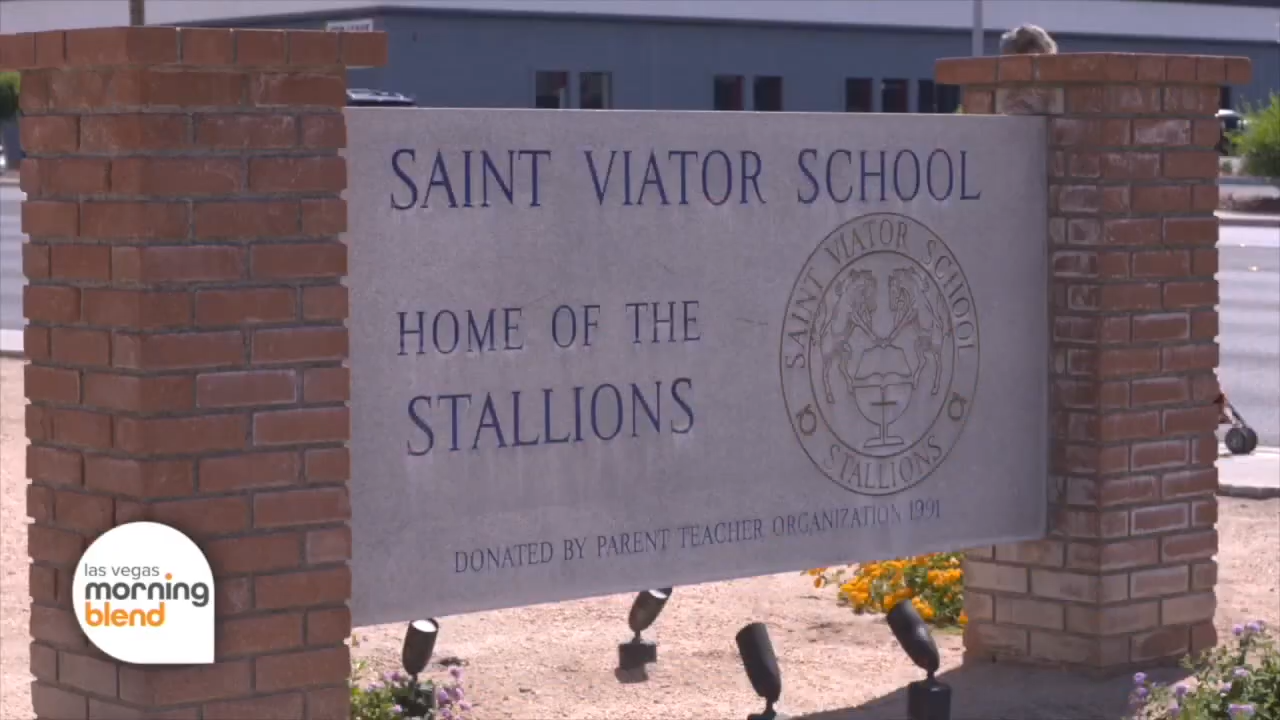 SAINT VIATOR SCHOOL
HOME OF THE
STALLIONS
SAINT VIATOR SCHOOL
STALLIONS
DONATED BY PARENT TEACHER ORGANIZATION 1991
las vegas
morning
blend